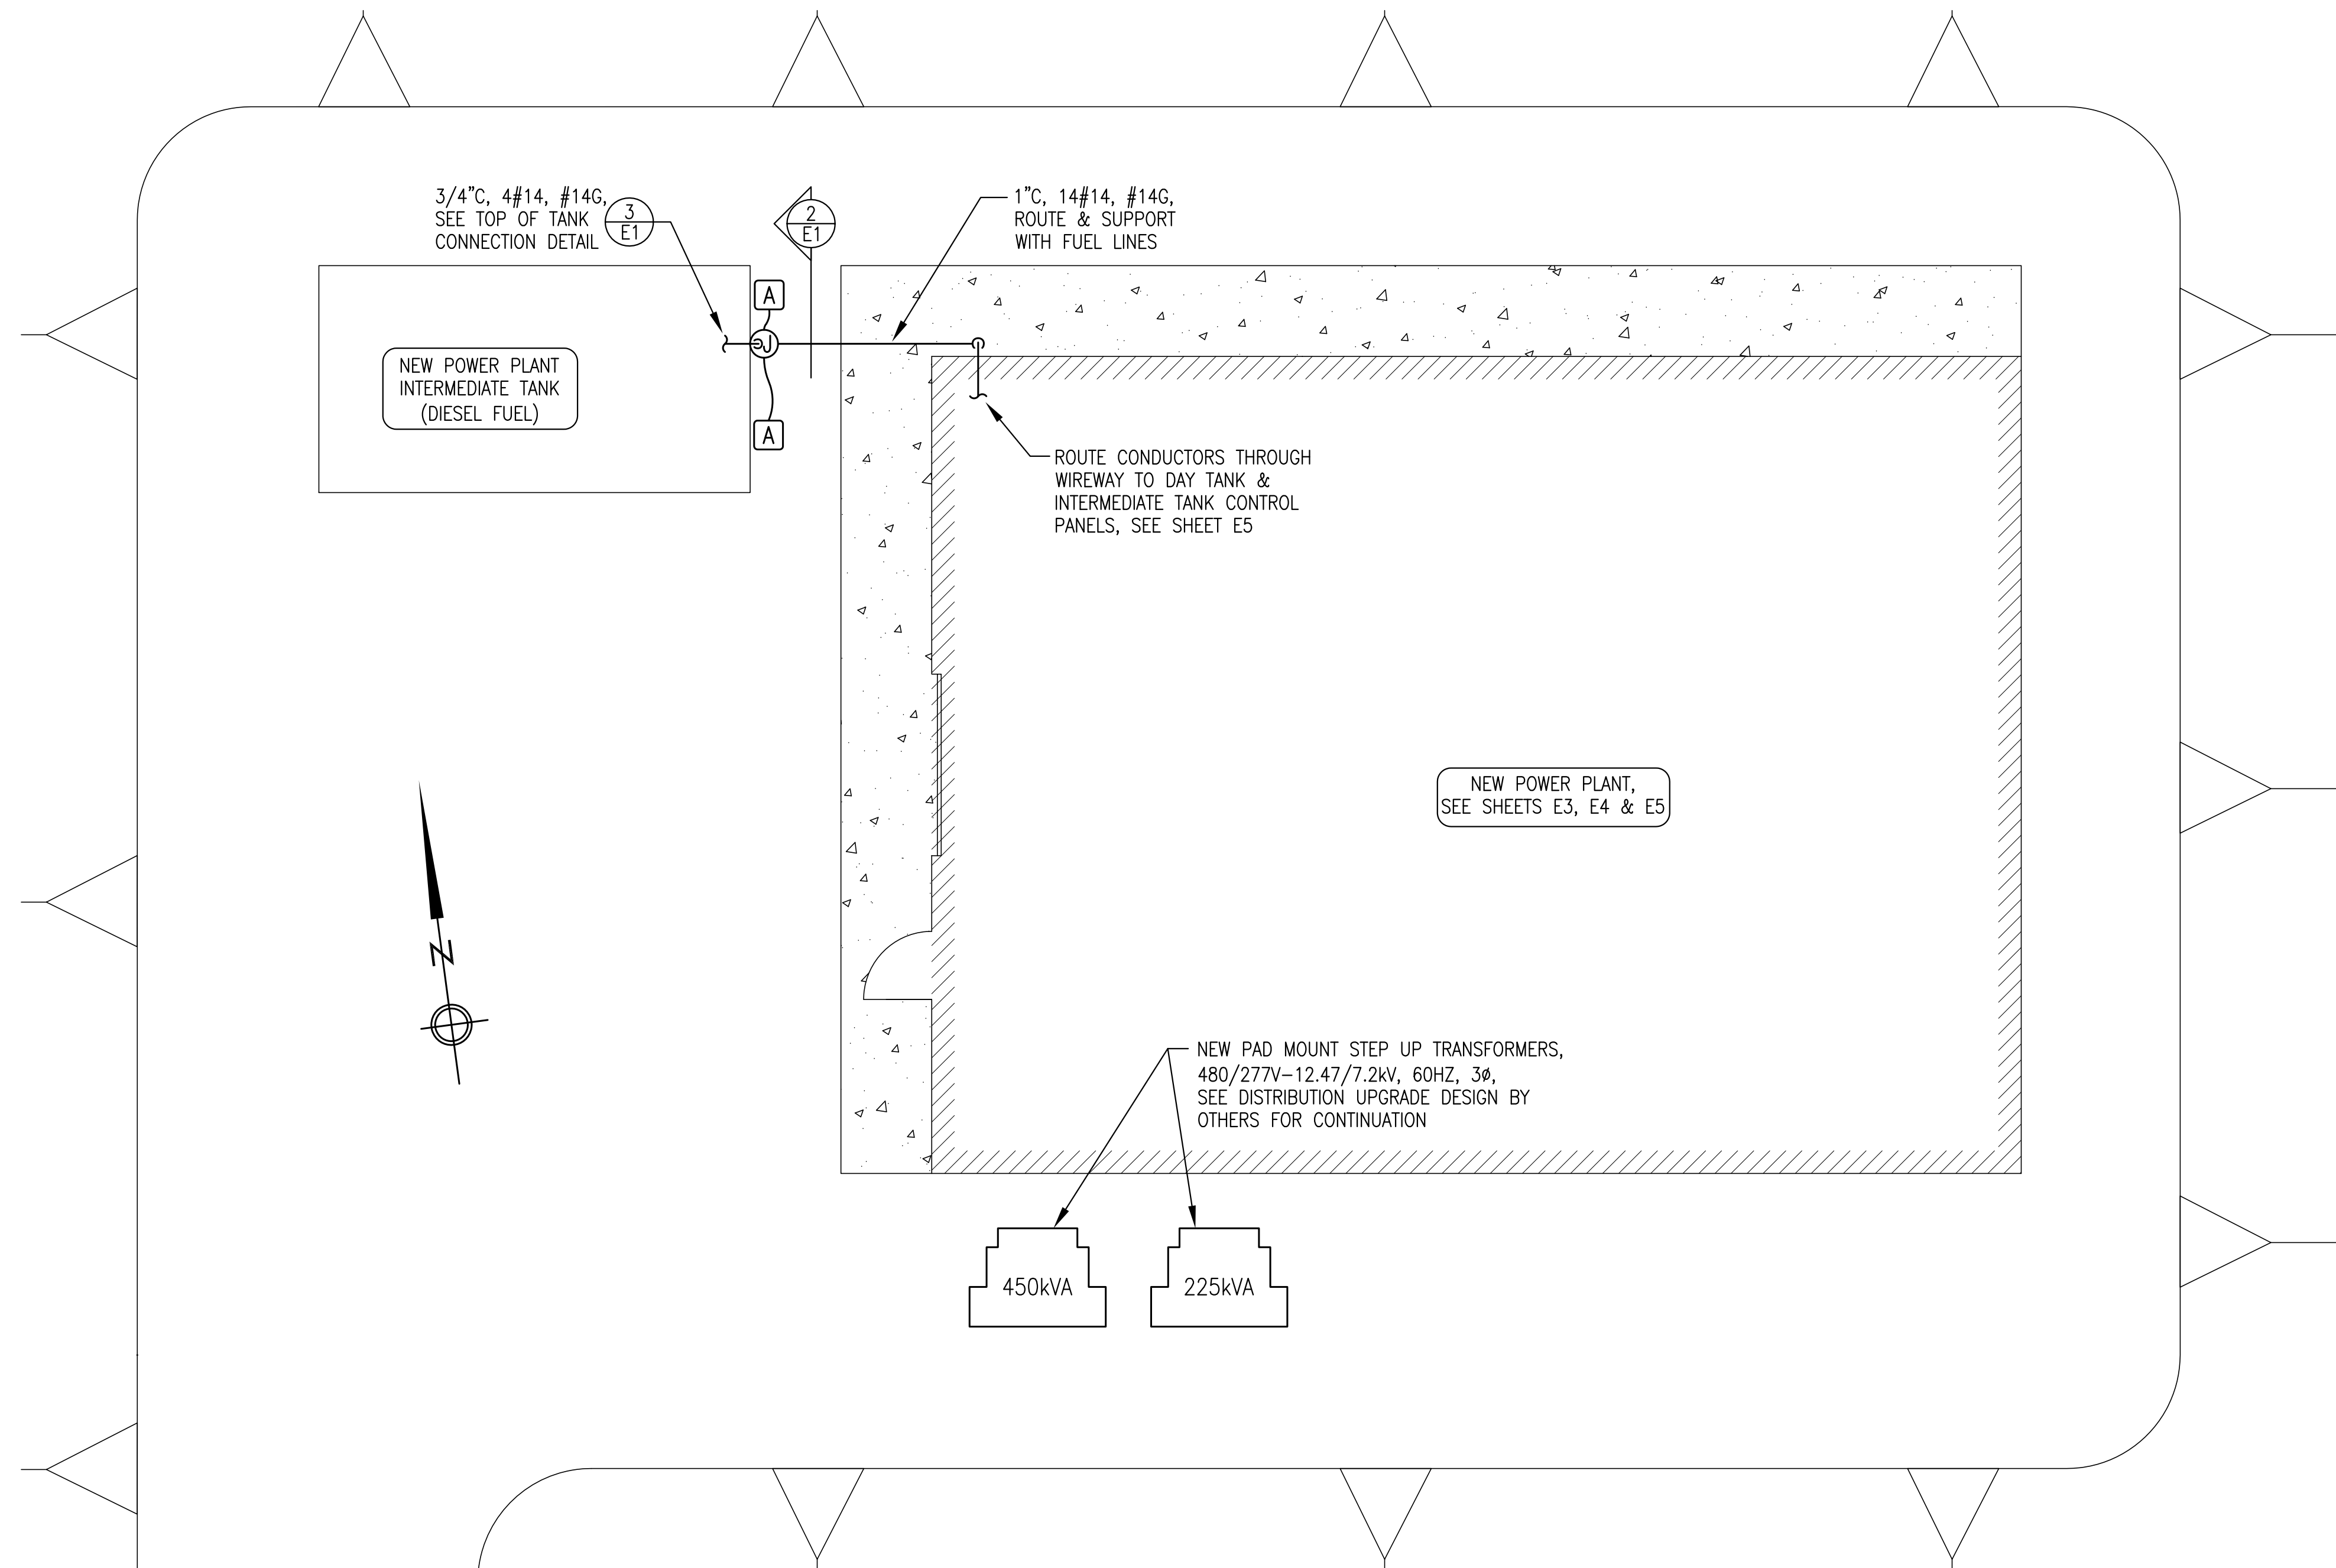 3/4"C, 4#14, #14G,
SEE TOP OF TANK
CONNECTION DETAIL
3
E1
2
E1
1"C, 14#14, #14G,
ROUTE & SUPPORT
WITH FUEL LINES
A
J
A
NEW POWER PLANT
INTERMEDIATE TANK
(DIESEL FUEL)
ROUTE CONDUCTORS THROUGH
WIREWAY TO DAY TANK &
INTERMEDIATE TANK CONTROL
PANELS, SEE SHEET E5
NEW POWER PLANT,
SEE SHEETS E3, E4 & E5
N
NEW PAD MOUNT STEP UP TRANSFORMERS,
480/277V-12.47/7.2kV, 60HZ, 3ø,
SEE DISTRIBUTION UPGRADE DESIGN BY
OTHERS FOR CONTINUATION
450kVA
225kVA